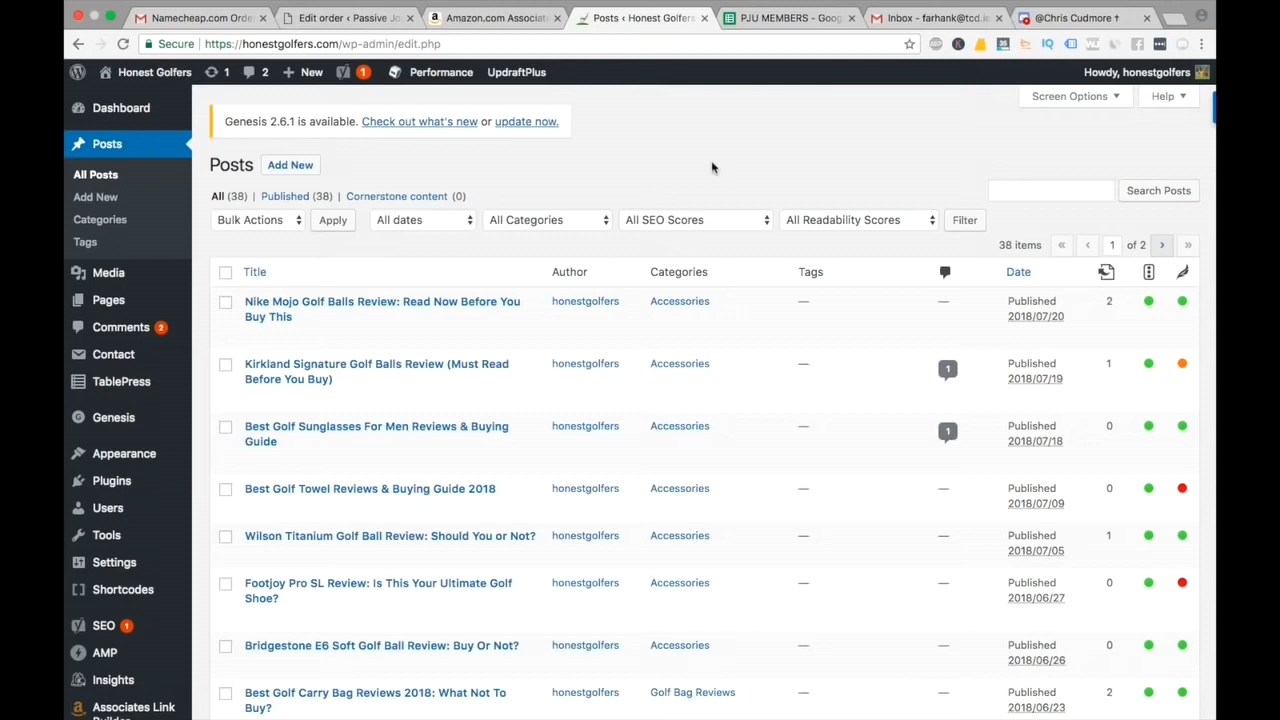 Namecheap.com Orde
Edit order ‹ Passive Jo
Amazon.com Associat
Posts ‹ Honest Golfers
PJU MEMBERS - Goog
Inbox - farhank@tcd.ie
@Chris Cudmore †
Secure
https://honestgolfers.com/wp-admin/edit.php
Honest Golfers
1
2
New
1
Performance
UpdraftPlus
Howdy, honestgolfers
Dashboard
Posts
All Posts
Add New
Categories
Tags
Media
Pages
Comments 2
Contact
TablePress
Genesis
Appearance
Plugins
Users
Tools
Settings
Shortcodes
SEO 1
AMP
Insights
Associates Link
Screen Options
Help
Genesis 2.6.1 is available. Check out what's new or update now.
Posts Add New
All (38) | Published (38) | Cornerstone content (0)
Search Posts
Bulk Actions Apply All dates All Categories All SEO Scores All Readability Scores Filter
38 items « ‹ 1 of 2 › »
Title Author Categories Tags Date
Nike Mojo Golf Balls Review: Read Now Before You honestgolfers Accessories — — Published 2
Buy This 2018/07/20
Kirkland Signature Golf Balls Review (Must Read honestgolfers Accessories — 1 Published 1
Before You Buy) 2018/07/19
Best Golf Sunglasses For Men Reviews & Buying honestgolfers Accessories — 1 Published 0
Guide 2018/07/18
Best Golf Towel Reviews & Buying Guide 2018 honestgolfers Accessories — — Published 0
2018/07/09
Wilson Titanium Golf Ball Review: Should You or Not? honestgolfers Accessories — — Published 1
2018/07/05
Footjoy Pro SL Review: Is This Your Ultimate Golf honestgolfers Accessories — — Published 0
Shoe? 2018/06/27
Bridgestone E6 Soft Golf Ball Review: Buy Or Not? honestgolfers Accessories — — Published 0
2018/06/26
Best Golf Carry Bag Reviews 2018: What Not To honestgolfers Golf Bag Reviews — — Published 2
Buy? 2018/06/23